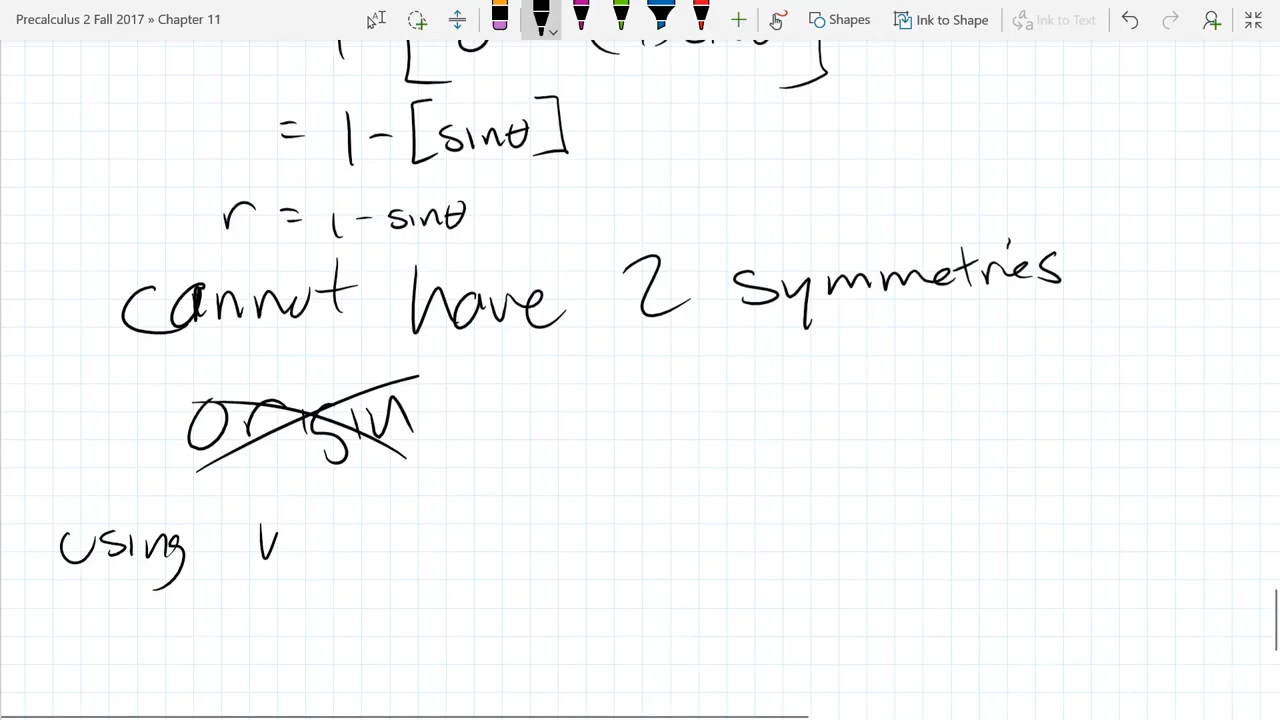 Precalculus 2 Fall 2017 » Chapter 11
Shapes
Ink to Shape
Ink to Text
= 1 - [sinθ]
r = 1 - sinθ
cannot have 2 symmetries
origin
using